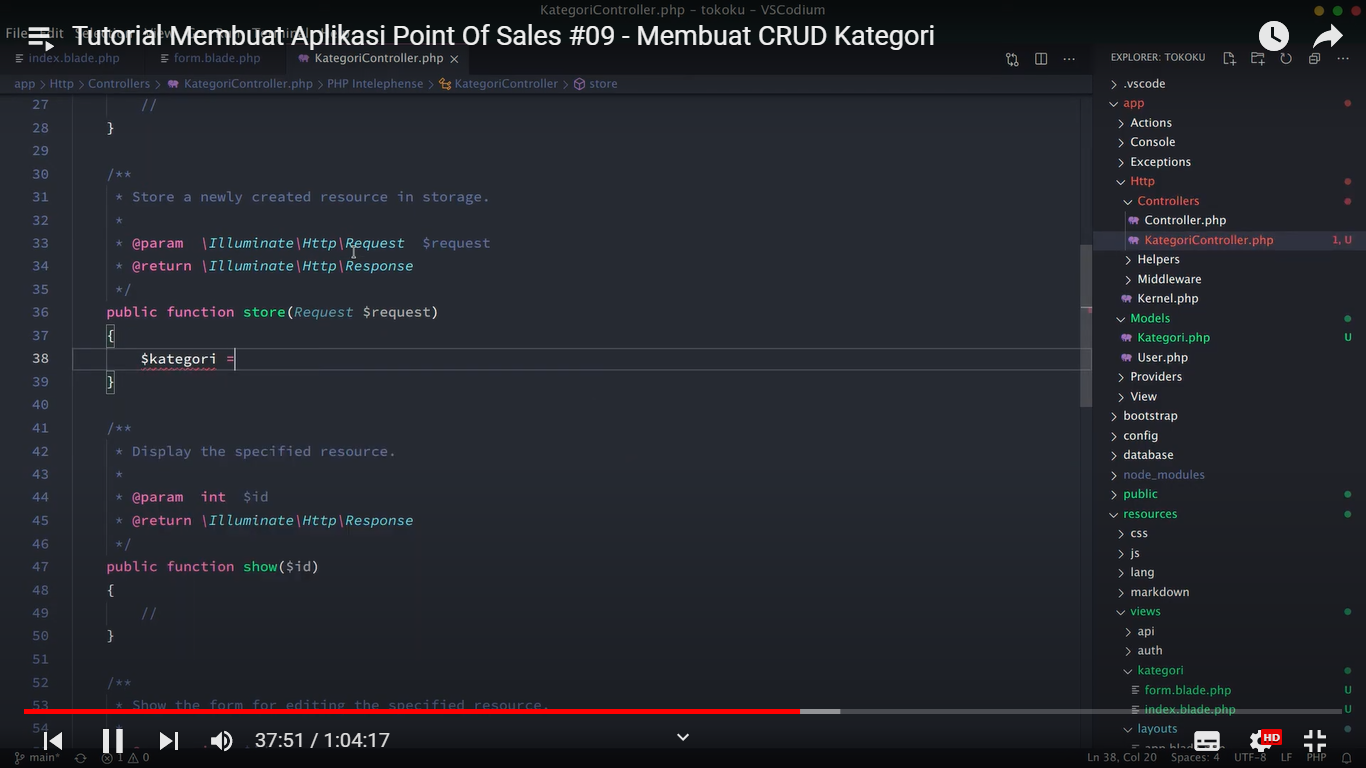 KategoriController.php - tokoku - VSCodium
File Edit
Tutorial Membuat Aplikasi Point Of Sales #09 - Membuat CRUD Kategori
index.blade.php
form.blade.php
KategoriController.php
app > Http > Controllers > KategoriController.php > PHP Intelephense > KategoriController > store
27 //
28 }
29
30 /**
31 * Store a newly created resource in storage.
32 *
33 * @param \Illuminate\Http\Request $request
34 * @return \Illuminate\Http\Response
35 */
36 public function store(Request $request)
37 {
38 $kategori =
39 }
40
41 /**
42 * Display the specified resource.
43 *
44 * @param int $id
45 * @return \Illuminate\Http\Response
46 */
47 public function show($id)
48 {
49 //
50 }
51
52 /**
53 * Show the form for editing the specified resource.
54 *
37:51 / 1:04:17
HD
main*
1 0
Ln 38, Col 20 Spaces: 4 UTF-8 LF PHP
EXPLORER: TOKOKU
.vscode
app
Actions
Console
Exceptions
Http
Controllers
Controller.php
KategoriController.php 1, U
Helpers
Middleware
Kernel.php
Models
Kategori.php U
User.php
Providers
View
bootstrap
config
database
node_modules
public
resources
css
js
lang
markdown
views
api
auth
kategori
form.blade.php U
index.blade.php U
layouts